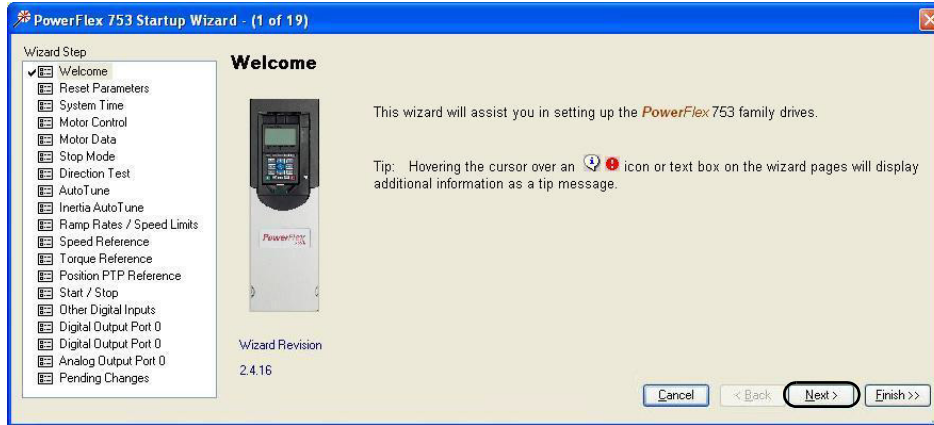 PowerFlex 753 Startup Wizard - (1 of 19)
Wizard Step
Welcome
Reset Parameters
System Time
Motor Control
Motor Data
Stop Mode
Direction Test
AutoTune
Inertia AutoTune
Ramp Rates / Speed Limits
Speed Reference
Torque Reference
Position PTP Reference
Start / Stop
Other Digital Inputs
Digital Output Port 0
Digital Output Port 0
Analog Output Port 0
Pending Changes
Welcome
PowerFlex
Wizard Revision
2.4.16
This wizard will assist you in setting up the PowerFlex 753 family drives.
Tip: Hovering the cursor over an icon or text box on the wizard pages will display
additional information as a tip message.
Cancel
< Back
Next >
Finish >>